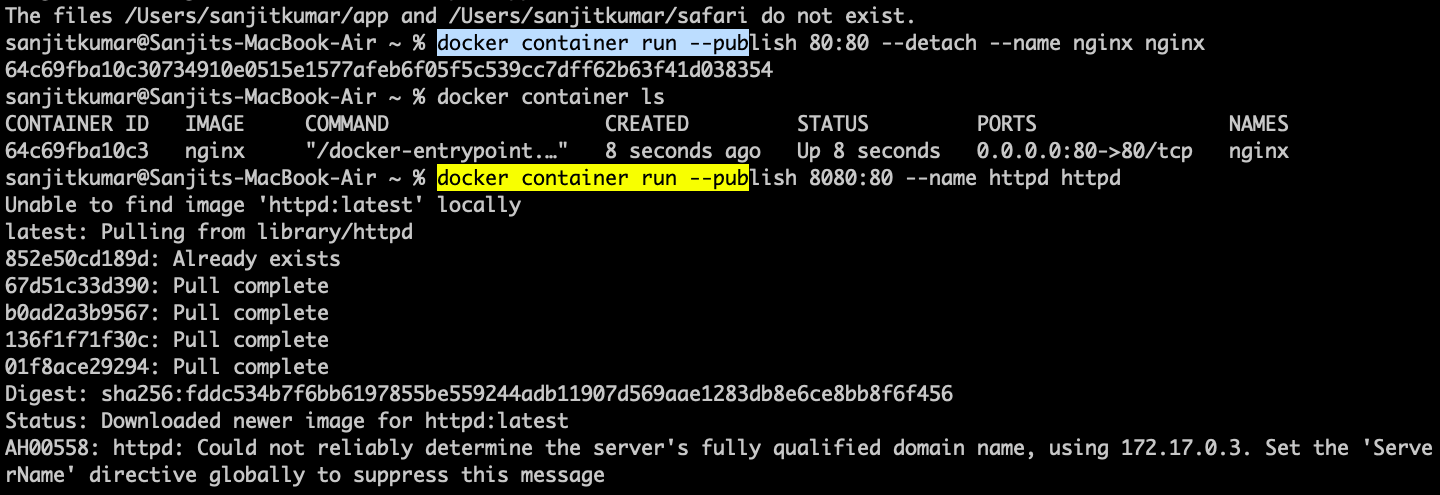 The files /Users/sanjitkumar/app and /Users/sanjitkumar/safari do not exist.
sanjitkumar@Sanjits-MacBook-Air ~ % docker container run --publish 80:80 --detach --name nginx nginx
64c69fba10c30734910e0515e1577afeb6f05f5c539cc7dff62b63f41d038354
sanjitkumar@Sanjits-MacBook-Air ~ % docker container ls
CONTAINER ID   IMAGE     COMMAND                  CREATED         STATUS         PORTS                NAMES
64c69fba10c3   nginx     "/docker-entrypoint.…"   8 seconds ago   Up 8 seconds   0.0.0.0:80->80/tcp   nginx
sanjitkumar@Sanjits-MacBook-Air ~ % docker container run --publish 8080:80 --name httpd httpd
Unable to find image 'httpd:latest' locally
latest: Pulling from library/httpd
852e50cd189d: Already exists
67d51c33d390: Pull complete
b0ad2a3b9567: Pull complete
136f1f71f30c: Pull complete
01f8ace29294: Pull complete
Digest: sha256:fddc534b7f6bb6197855be559244adb11907d569aae1283db8e6ce8bb8f6f456
Status: Downloaded newer image for httpd:latest
AH00558: httpd: Could not reliably determine the server's fully qualified domain name, using 172.17.0.3. Set the 'Serve
rName' directive globally to suppress this message